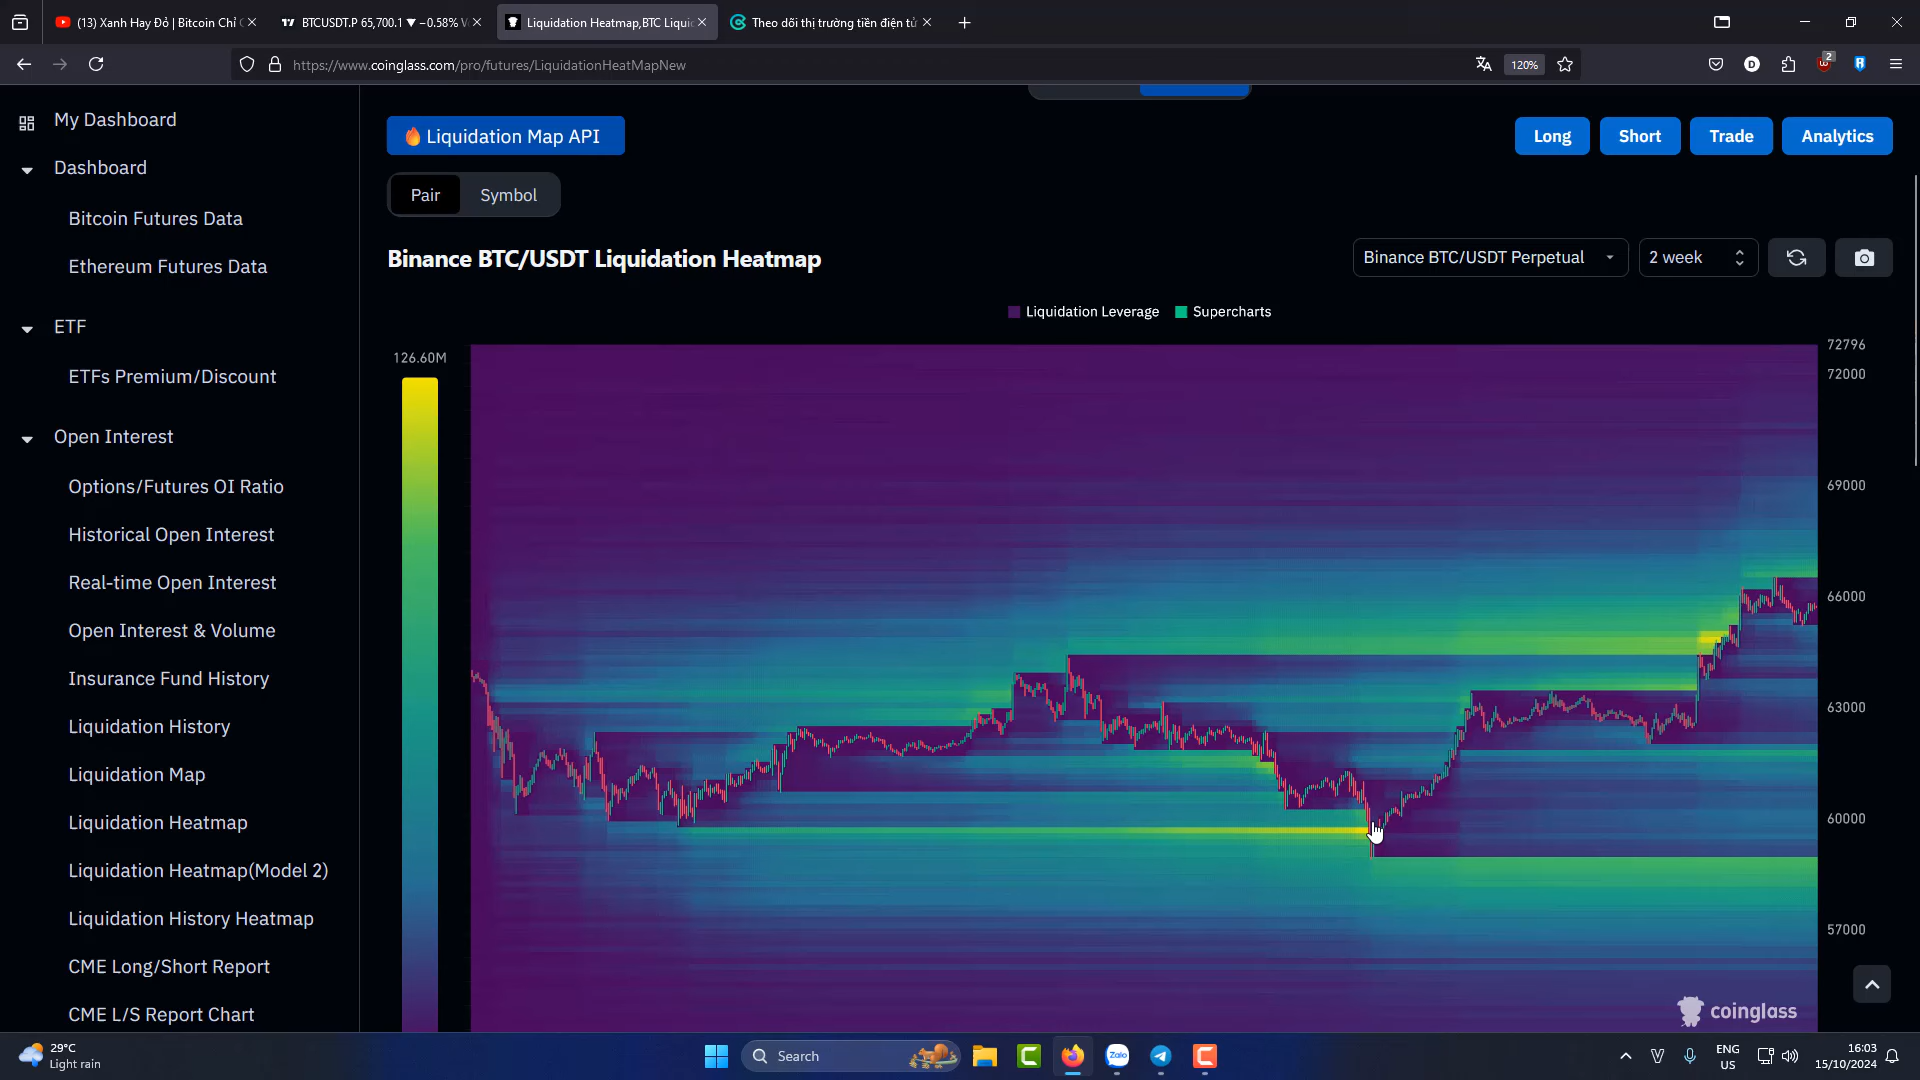 (13) Xanh Hay Đỏ | Bitcoin Chỉ
BTCUSDT.P 65,700.1 ▼ −0.58%
Liquidation Heatmap,BTC Liquid
Theo dõi thị trường tiền điện tử
https://www.coinglass.com/pro/futures/LiquidationHeatMapNew
120%
2
My Dashboard
Dashboard
Bitcoin Futures Data
Ethereum Futures Data
ETF
ETFs Premium/Discount
Open Interest
Options/Futures OI Ratio
Historical Open Interest
Real-time Open Interest
Open Interest & Volume
Insurance Fund History
Liquidation History
Liquidation Map
Liquidation Heatmap
Liquidation Heatmap(Model 2)
Liquidation History Heatmap
CME Long/Short Report
CME L/S Report Chart
🔥 Liquidation Map API
Long
Short
Trade
Analytics
Pair
Symbol
Binance BTC/USDT Liquidation Heatmap
Binance BTC/USDT Perpetual
2 week
Liquidation Leverage
Supercharts
126.60M
72796
72000
69000
66000
63000
60000
57000
coinglass
29°C
Light rain
Search
Zalo
ENG
US
16:03
15/10/2024